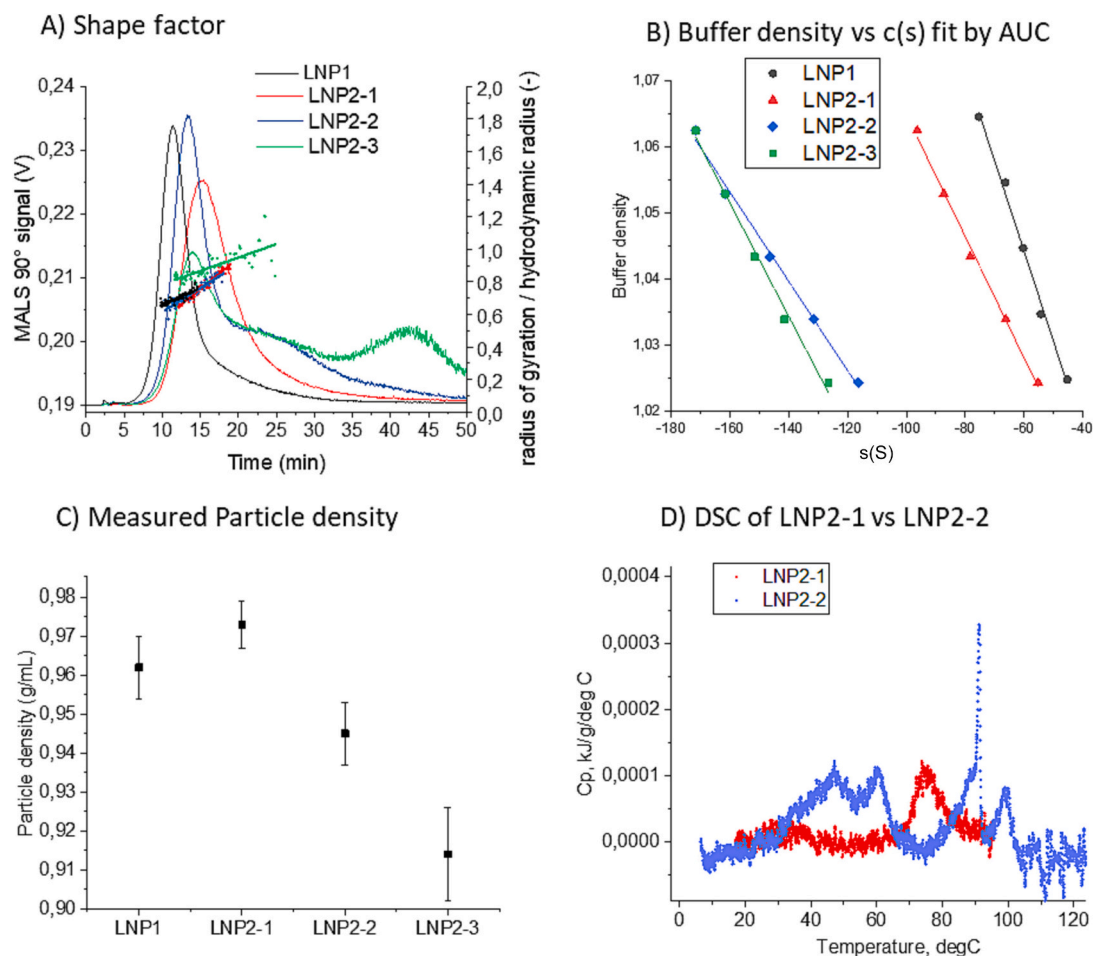 A) Shape factor
LNP1
LNP2-1
LNP2-2
LNP2-3
MALS 90° signal (V)
0,24
0,23
0,22
0,21
0,20
0,19
0 5 10 15 20 25 30 35 40 45 50
Time (min)
2,0
1,8
1,6
1,4
1,2
1,0
0,8
0,6
0,4
0,2
0,0
radius of gyration / hydrodynamic radius (-)
B) Buffer density vs c(s) fit by AUC
LNP1
LNP2-1
LNP2-2
LNP2-3
Buffer density
1,07
1,06
1,05
1,04
1,03
1,02
-180 -160 -140 -120 -100 -80 -60 -40
s(S)
C) Measured Particle density
Particle density (g/mL)
0,98
0,97
0,96
0,95
0,94
0,93
0,92
0,91
0,90
LNP1 LNP2-1 LNP2-2 LNP2-3
D) DSC of LNP2-1 vs LNP2-2
LNP2-1
LNP2-2
Cp, kJ/g/deg C
0,0004
0,0003
0,0002
0,0001
0,0000
0 20 40 60 80 100 120
Temperature, degC